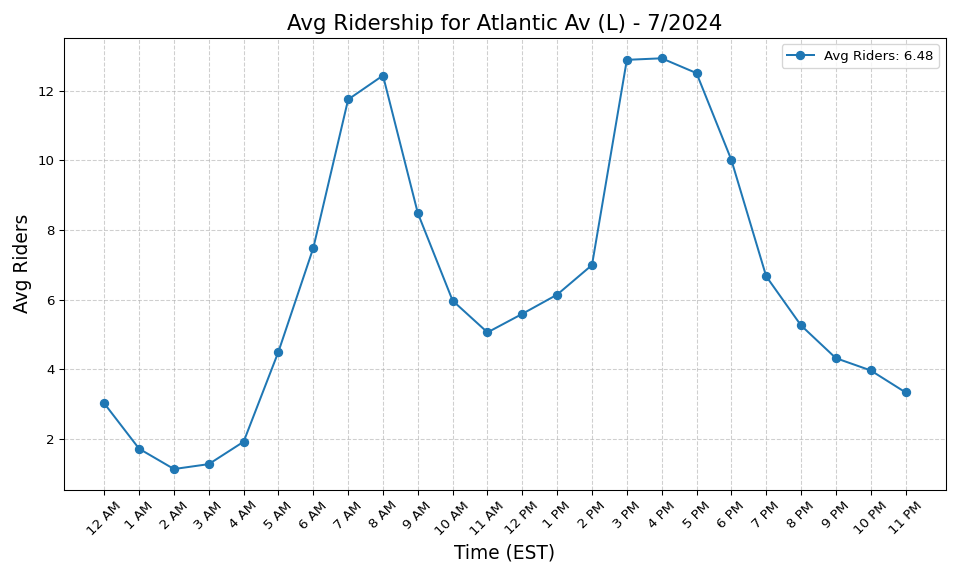 Avg Ridership for Atlantic Av (L) - 7/2024
Avg Riders: 6.48
Avg Riders
12
10
8
6
4
2
12 AM
1 AM
2 AM
3 AM
4 AM
5 AM
6 AM
7 AM
8 AM
9 AM
10 AM
11 AM
12 PM
1 PM
2 PM
3 PM
4 PM
5 PM
6 PM
7 PM
8 PM
9 PM
10 PM
11 PM
Time (EST)